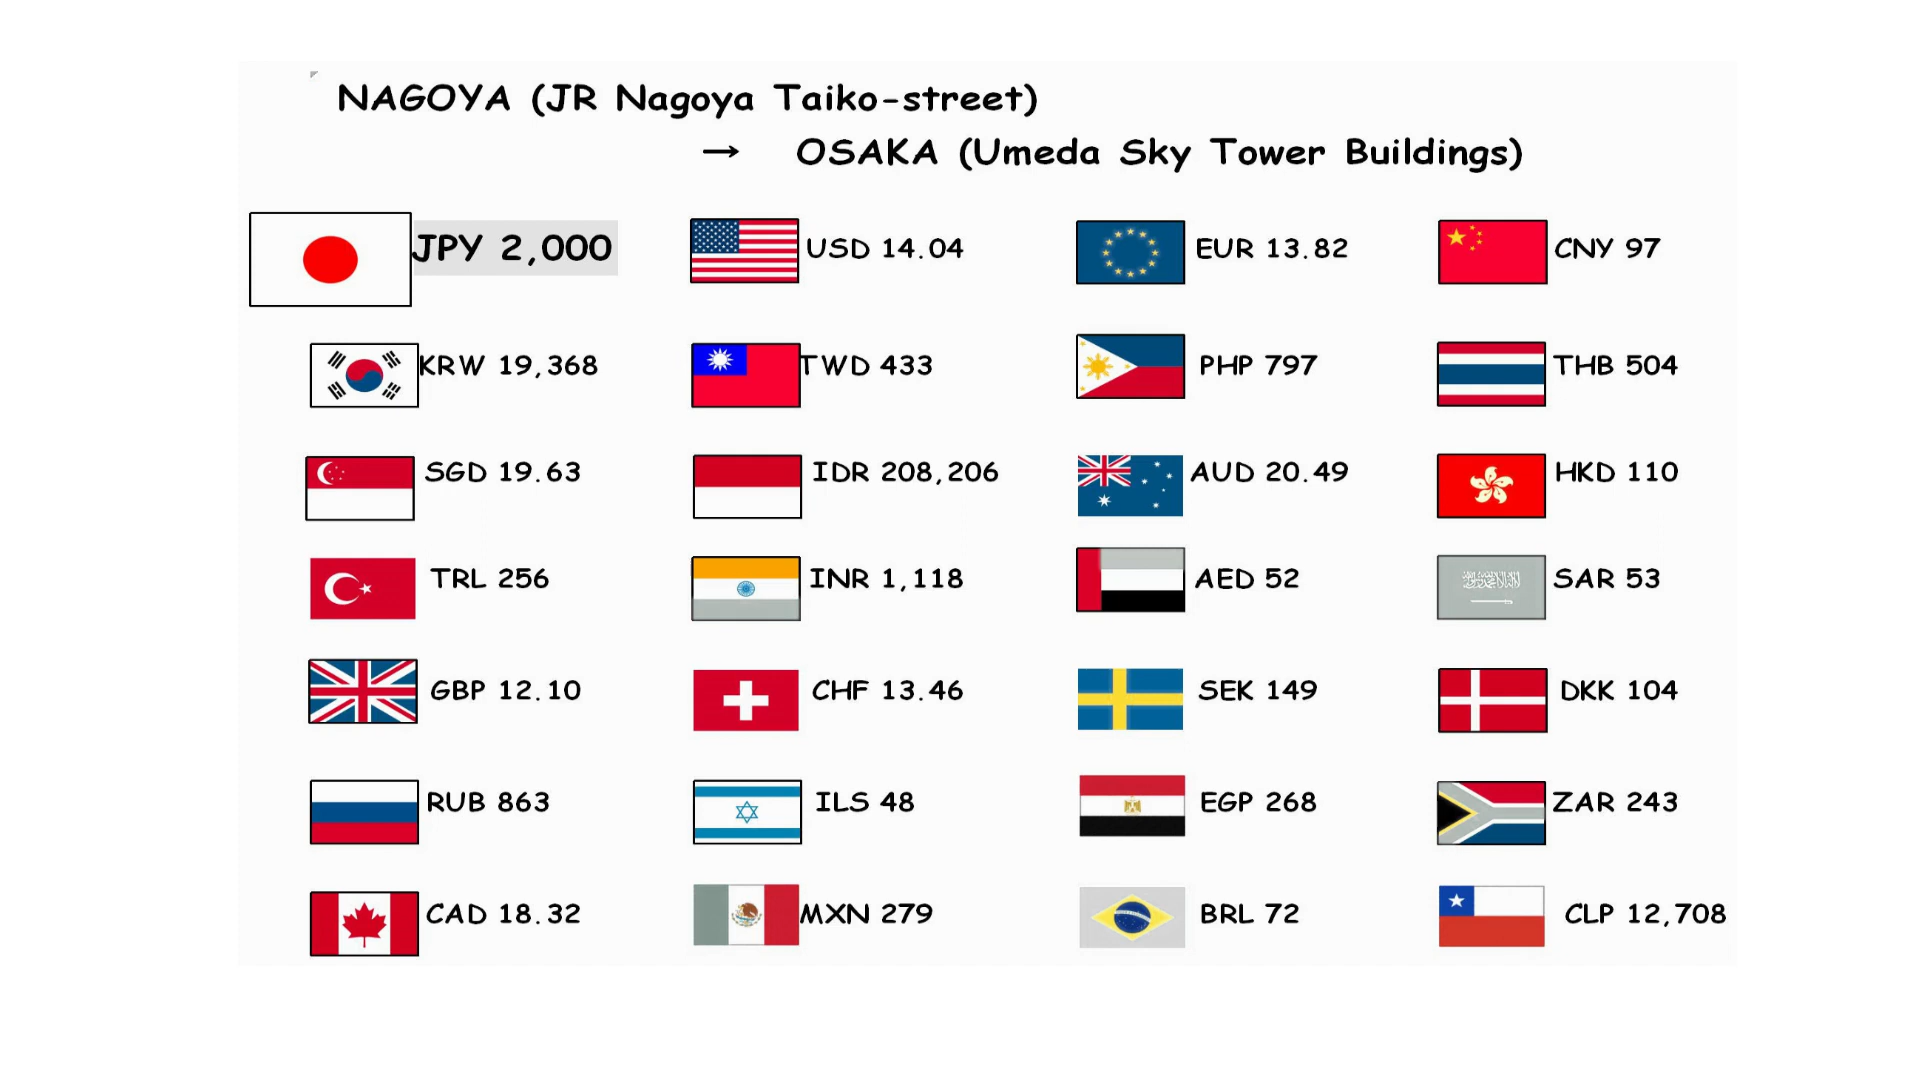 NAGOYA (JR Nagoya Taiko-street)
→ OSAKA (Umeda Sky Tower Buildings)
JPY 2,000
USD 14.04
EUR 13.82
CNY 97
KRW 19,368
TWD 433
PHP 797
THB 504
SGD 19.63
IDR 208,206
AUD 20.49
HKD 110
TRL 256
INR 1,118
AED 52
SAR 53
GBP 12.10
CHF 13.46
SEK 149
DKK 104
RUB 863
ILS 48
EGP 268
ZAR 243
CAD 18.32
MXN 279
BRL 72
CLP 12,708